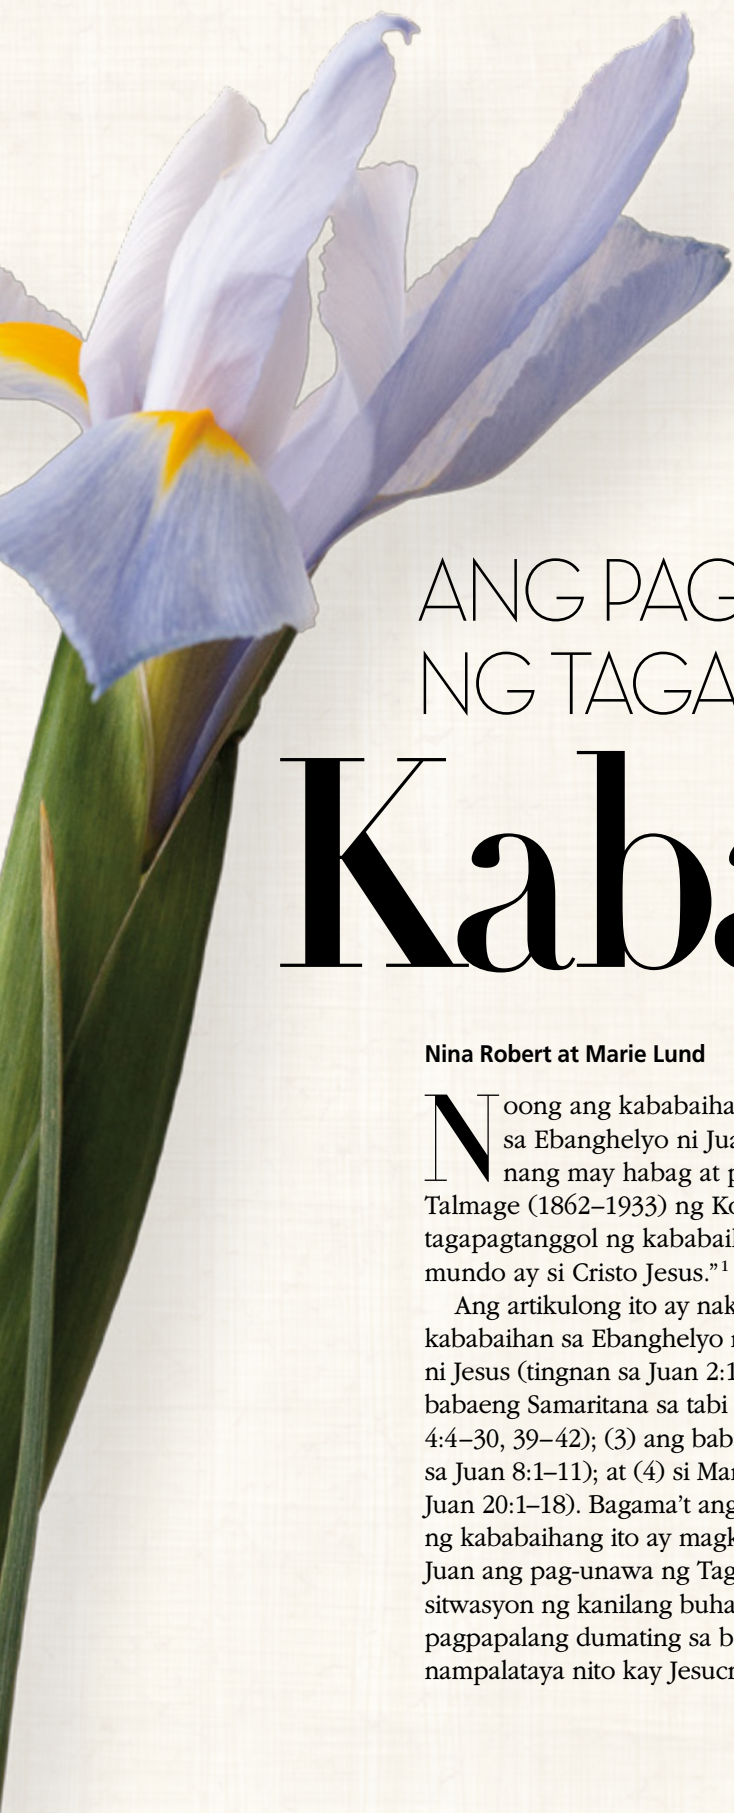 ANG PAG
NG TAGA
Kaba
Nina Robert at Marie Lund
Noong ang kababaiha
sa Ebanghelyo ni Jua
nang may habag at p
Talmage (1862–1933) ng Ko
tagapagtanggol ng kababaih
mundo ay si Cristo Jesus.”1
Ang artikulong ito ay nak
kababaihan sa Ebanghelyo n
ni Jesus (tingnan sa Juan 2:1
babaeng Samaritana sa tabi
4:4–30, 39–42); (3) ang bab
sa Juan 8:1–11); at (4) si Mar
Juan 20:1–18). Bagama’t ang
ng kababaihang ito ay magk
Juan ang pag-unawa ng Tag
sitwasyon ng kanilang buha
pagpapalang dumating sa b
nampalataya nito kay Jesucr